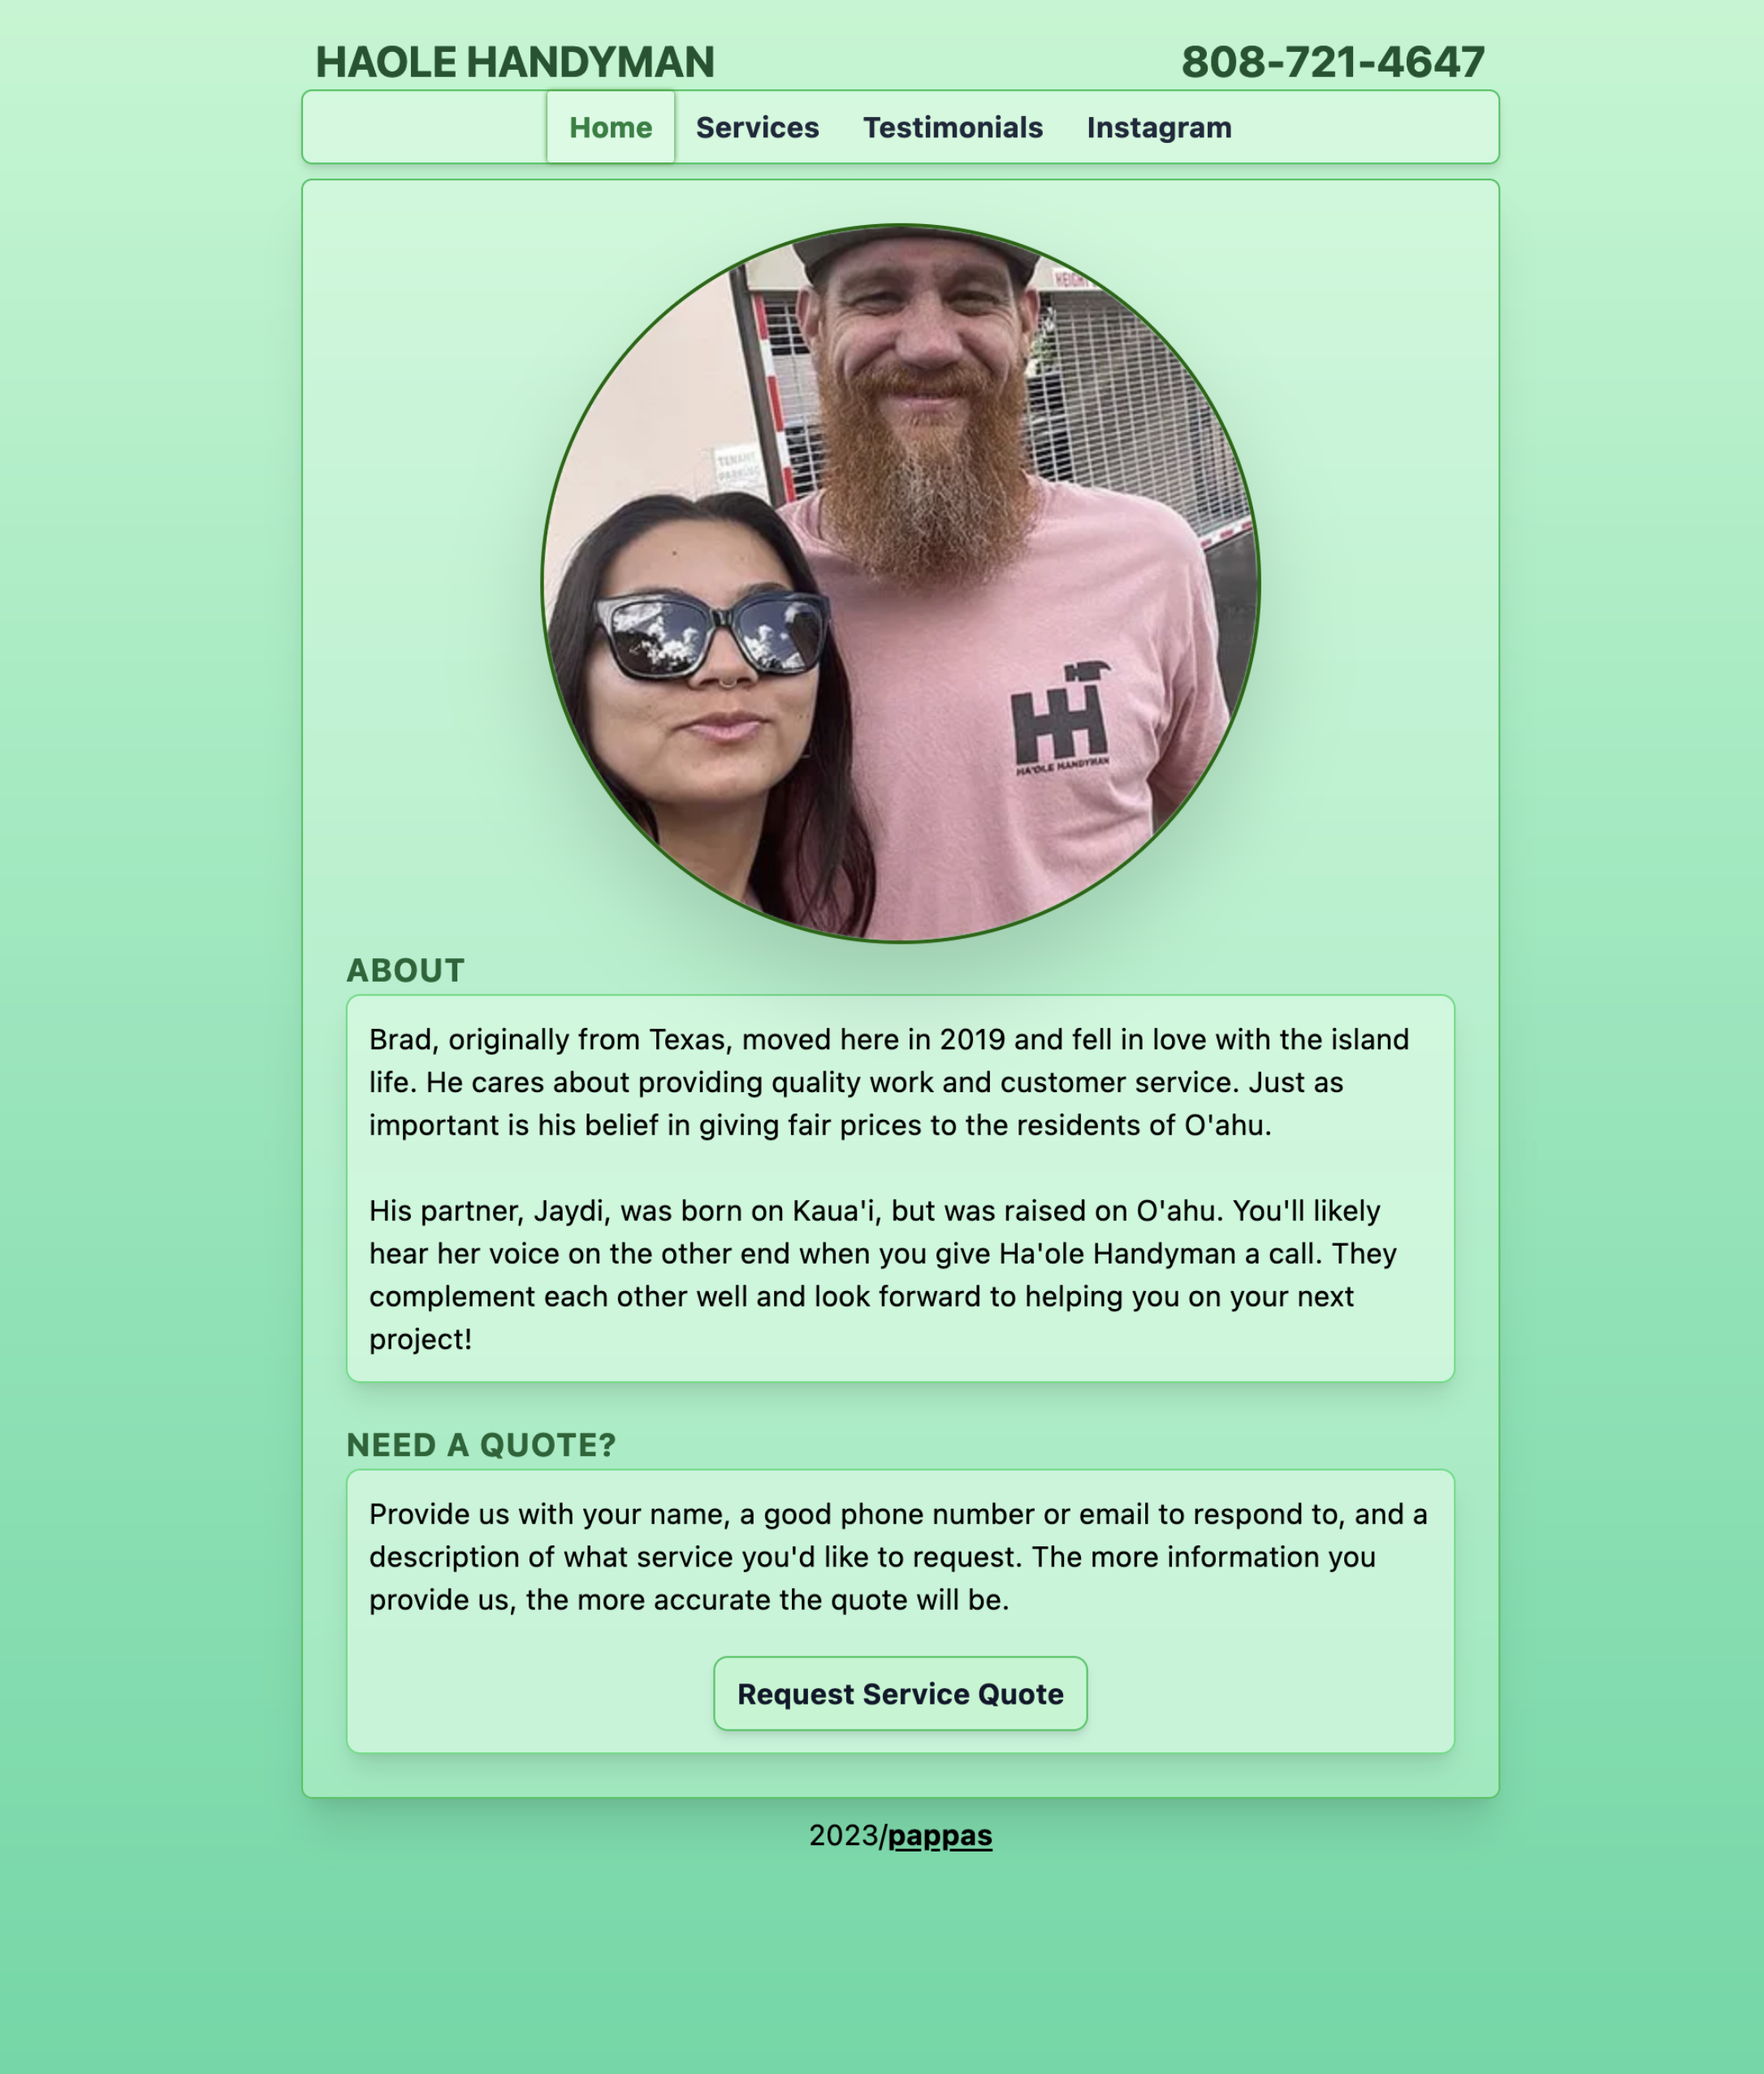 HAOLE HANDYMAN
808-721-4647
Home Services Testimonials Instagram
HEIGHT
TENANT
PARKING
HA'OLE HANDYMAN
ABOUT
Brad, originally from Texas, moved here in 2019 and fell in love with the island
life. He cares about providing quality work and customer service. Just as
important is his belief in giving fair prices to the residents of O'ahu.
His partner, Jaydi, was born on Kaua'i, but was raised on O'ahu. You'll likely
hear her voice on the other end when you give Ha'ole Handyman a call. They
complement each other well and look forward to helping you on your next
project!
NEED A QUOTE?
Provide us with your name, a good phone number or email to respond to, and a
description of what service you'd like to request. The more information you
provide us, the more accurate the quote will be.
Request Service Quote
2023/pappas